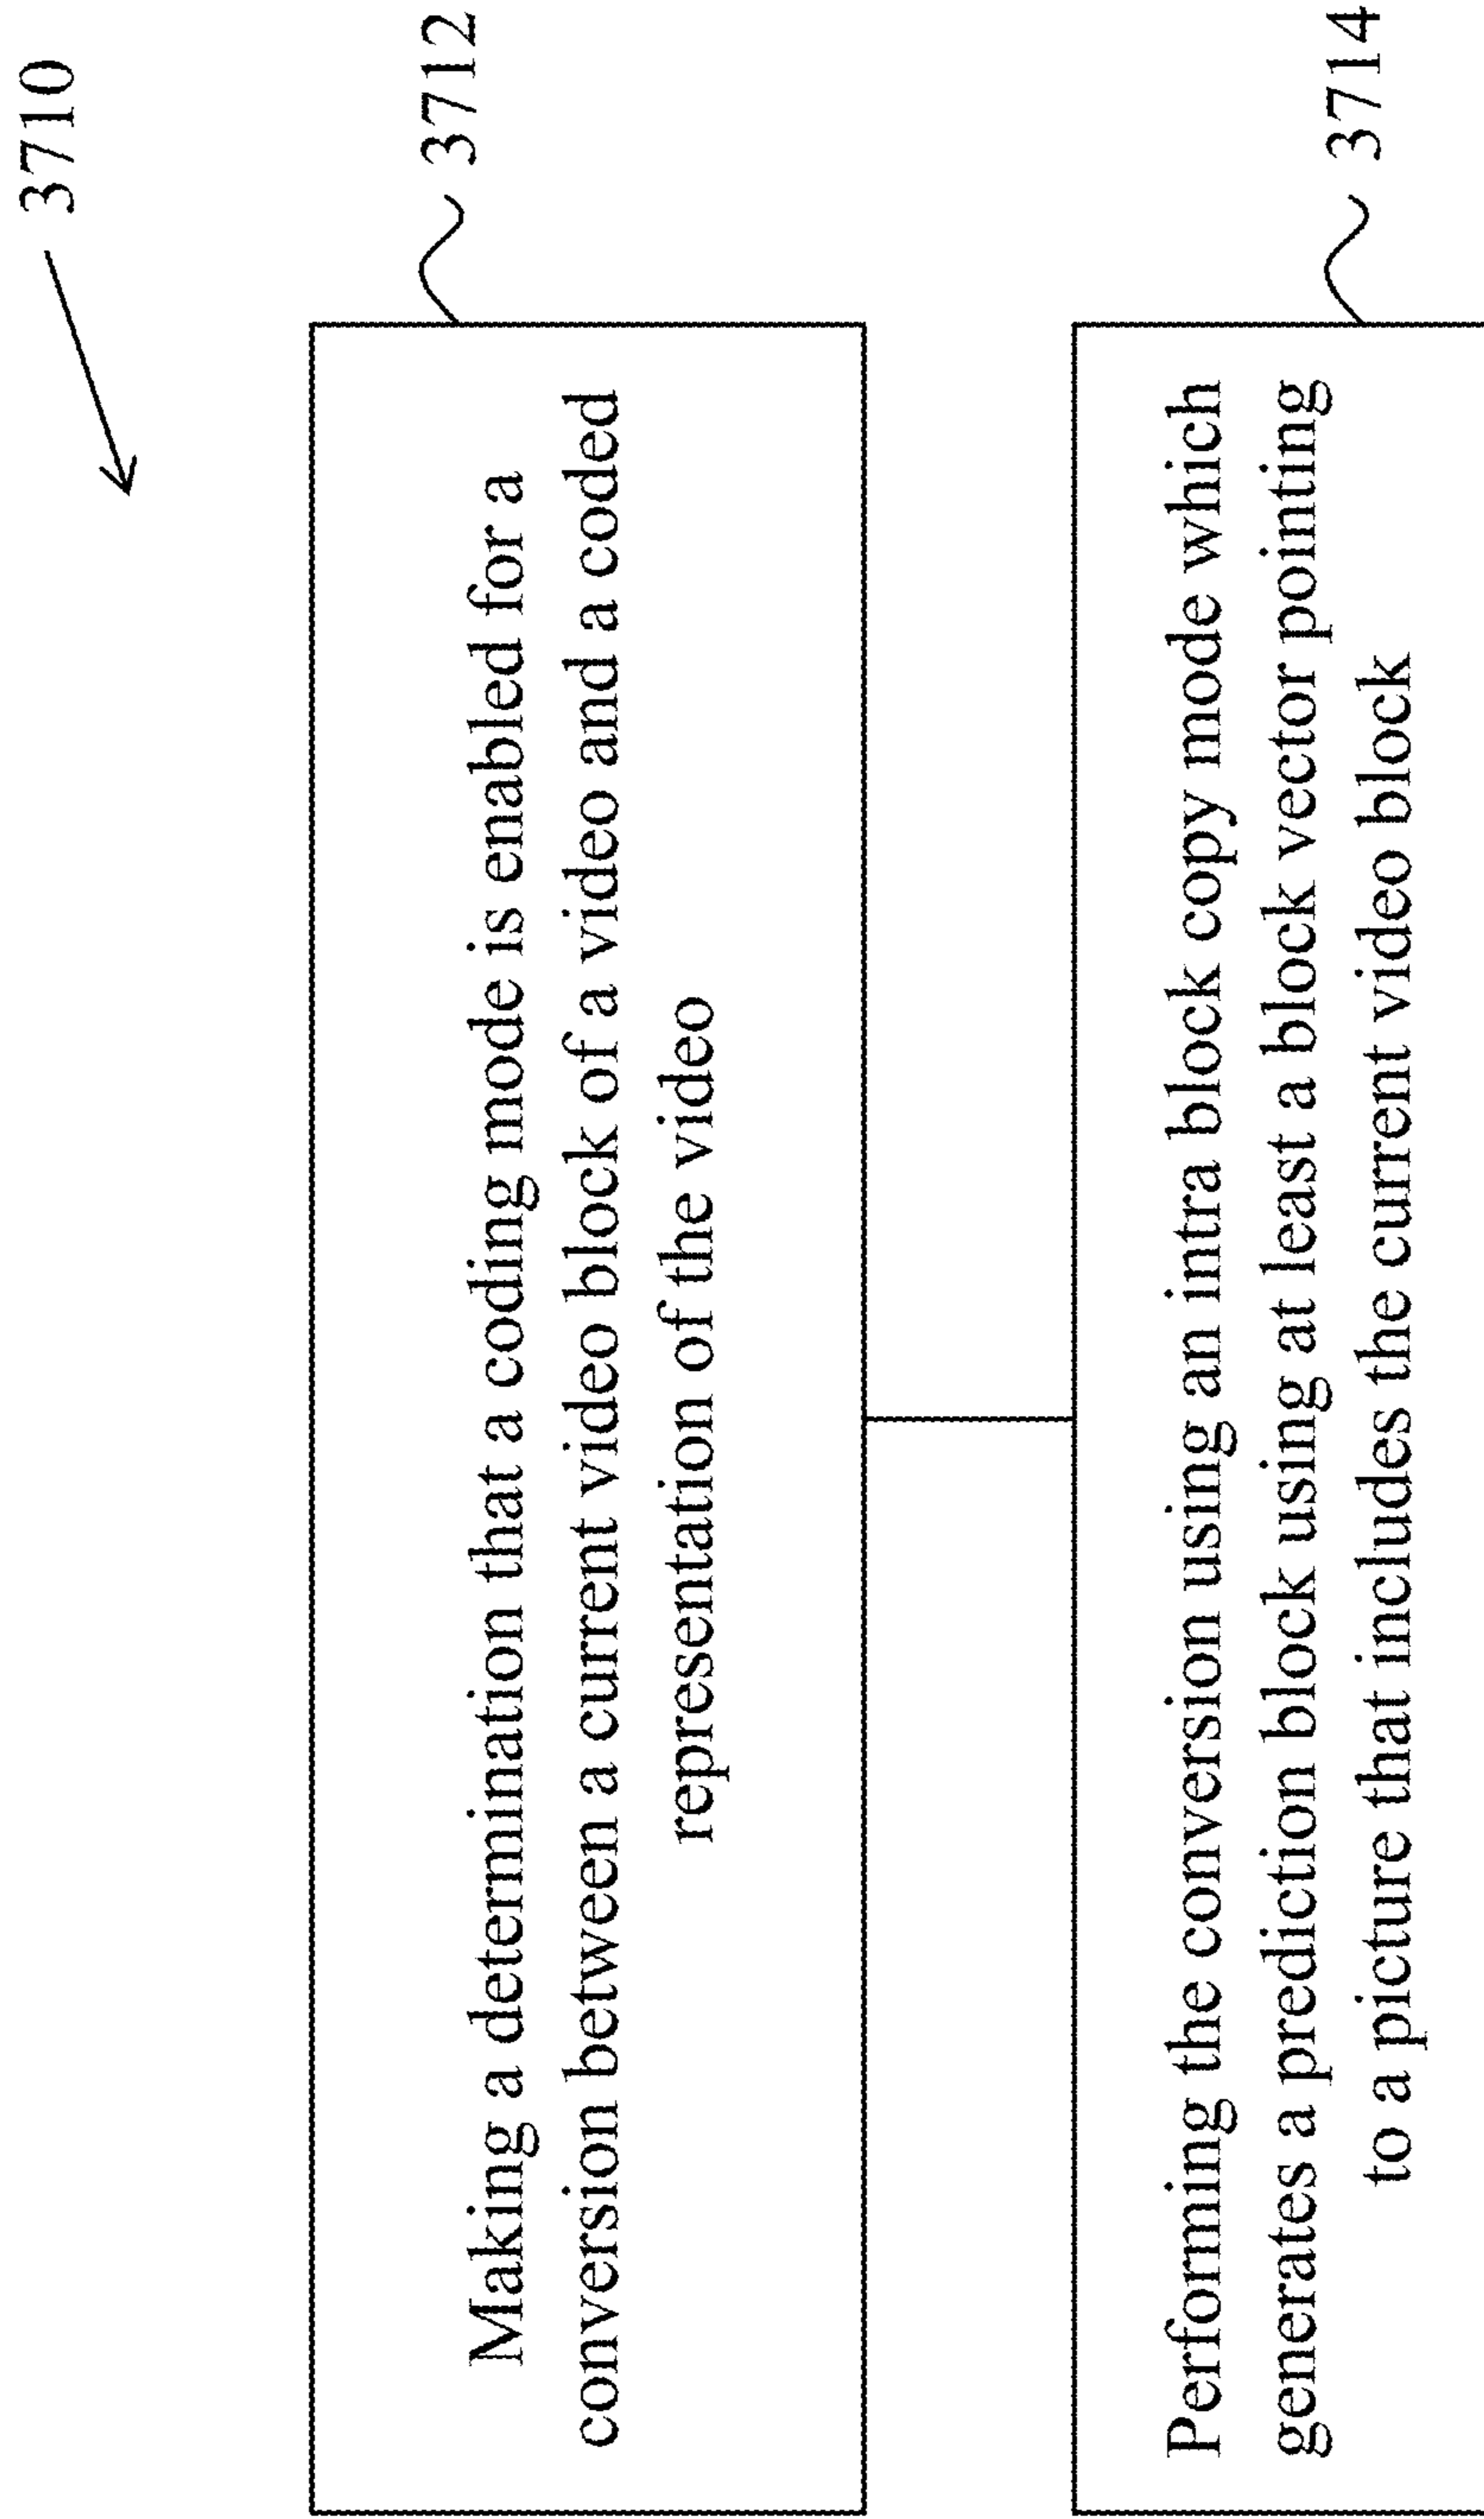 3710
Making a determination that a coding mode is enabled for a
conversion between a current video block of a video and a coded
representation of the video
3712
Performing the conversion using an intra block copy mode which
generates a prediction block using at least a block vector pointing
to a picture that includes the current video block
3714